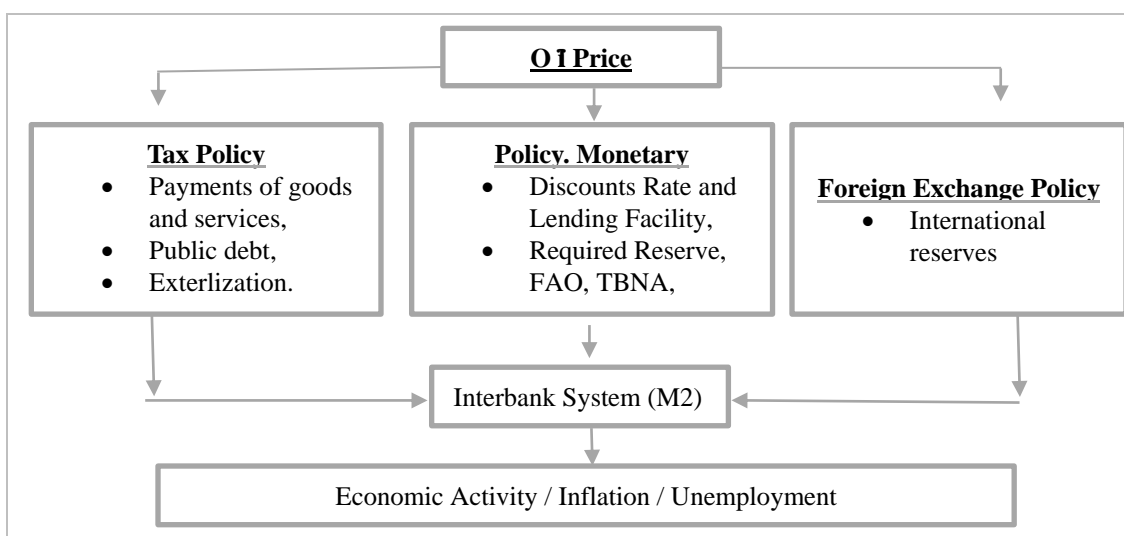 Oil Price
Tax Policy
• Payments of goods
and services,
• Public debt,
• Exterlization.
Policy. Monetary
• Discounts Rate and
Lending Facility,
• Required Reserve,
FAO, TBNA,
Foreign Exchange Policy
• International
reserves
Interbank System (M2)
Economic Activity / Inflation / Unemployment